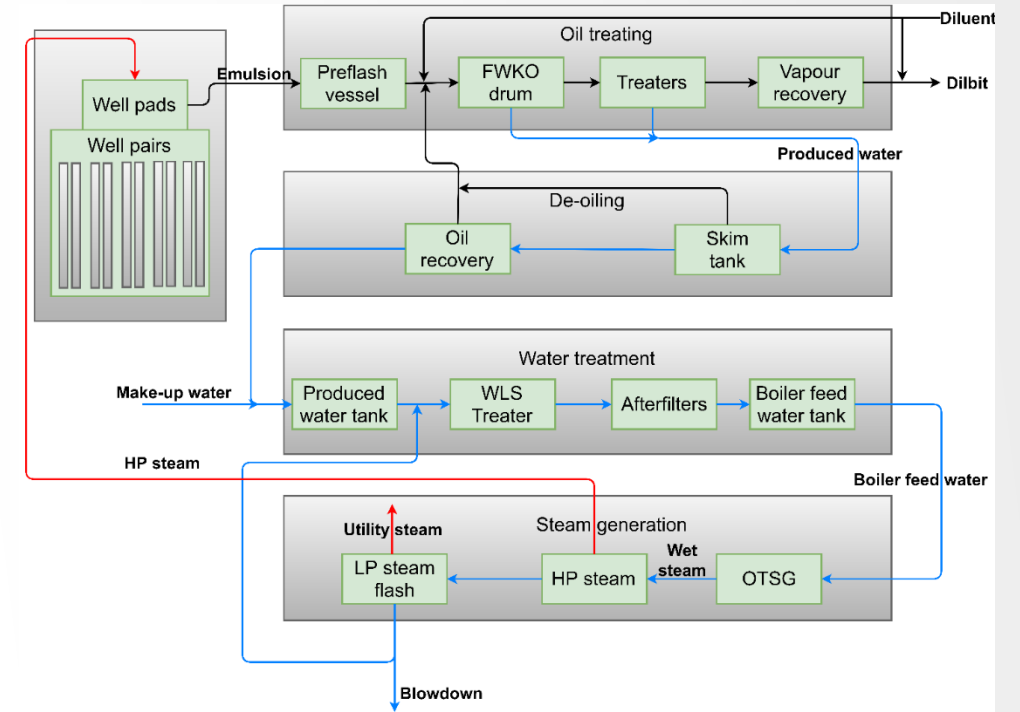 Oil treating
Diluent
Well pads
Emulsion
Preflash
vessel
FWKO
drum
Treaters
Vapour
recovery
Dilbit
Well pairs
Produced water
De-oiling
Oil
recovery
Skim
tank
Water treatment
Make-up water
Produced
water tank
WLS
Treater
Afterfilters
Boiler feed
water tank
HP steam
Boiler feed water
Steam generation
Utility steam
LP steam
flash
HP steam
Wet
steam
OTSG
Blowdown